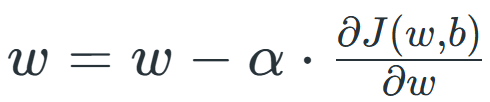 w = w − α · ∂J(w,b)/∂w